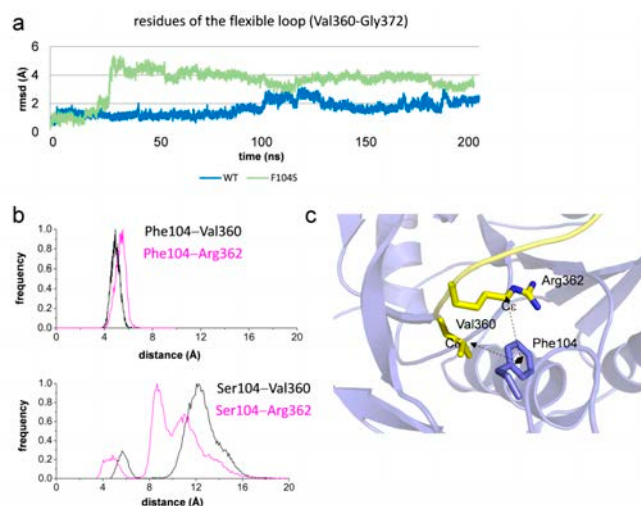 a
residues of the flexible loop (Val360-Gly372)
rmsd (Å)
6
4
2
0
0 50 100 150 200
time (ns)
WT F104S
b
Phe104–Val360
Phe104–Arg362
frequency
1.0
0.8
0.6
0.4
0.2
0.0
0 4 8 12 16 20
distance (Å)
Ser104–Val360
Ser104–Arg362
frequency
1.0
0.8
0.6
0.4
0.2
0.0
0 4 8 12 16 20
distance (Å)
c
Arg362
Val360
Phe104